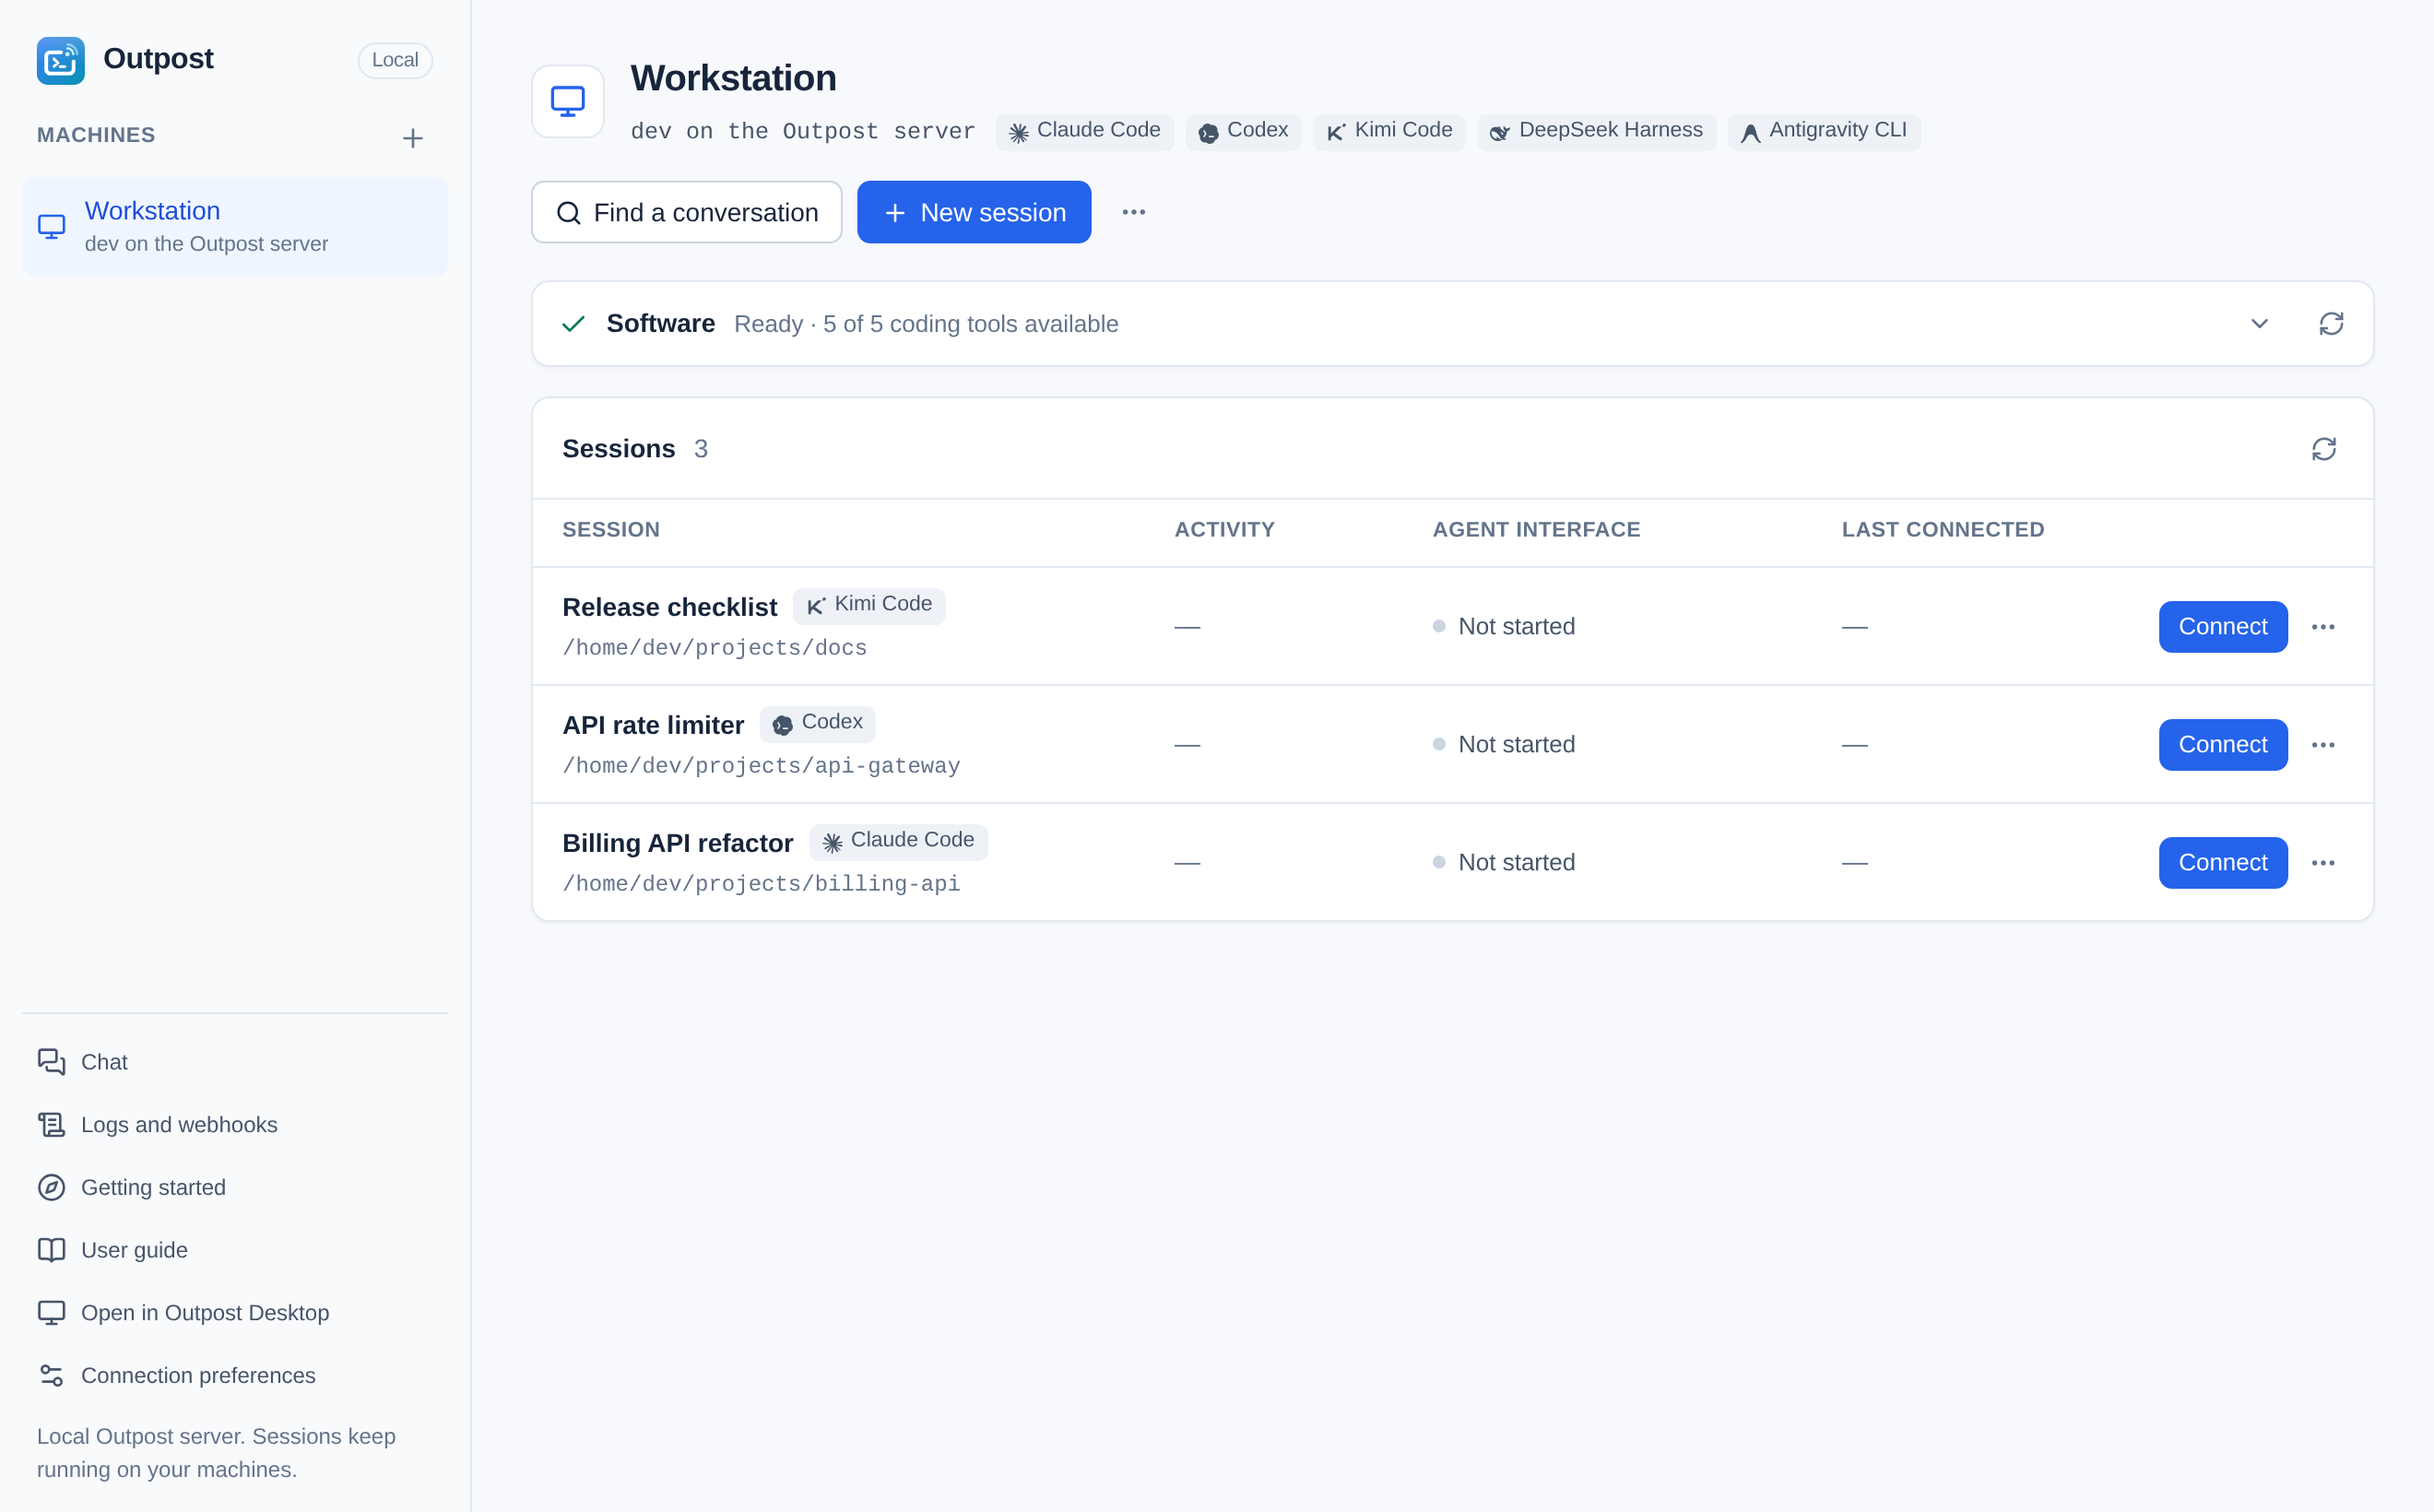 Outpost
Local
MACHINES
Workstation
dev on the Outpost server
Chat
Logs and webhooks
Getting started
User guide
Open in Outpost Desktop
Connection preferences
Local Outpost server. Sessions keep
running on your machines.
Workstation
dev on the Outpost server Claude Code Codex Kimi Code DeepSeek Harness Antigravity CLI
Find a conversation New session
Software Ready · 5 of 5 coding tools available
Sessions 3
SESSION ACTIVITY AGENT INTERFACE LAST CONNECTED
Release checklist Kimi Code
/home/dev/projects/docs
— Not started — Connect
API rate limiter Codex
/home/dev/projects/api-gateway
— Not started — Connect
Billing API refactor Claude Code
/home/dev/projects/billing-api
— Not started — Connect